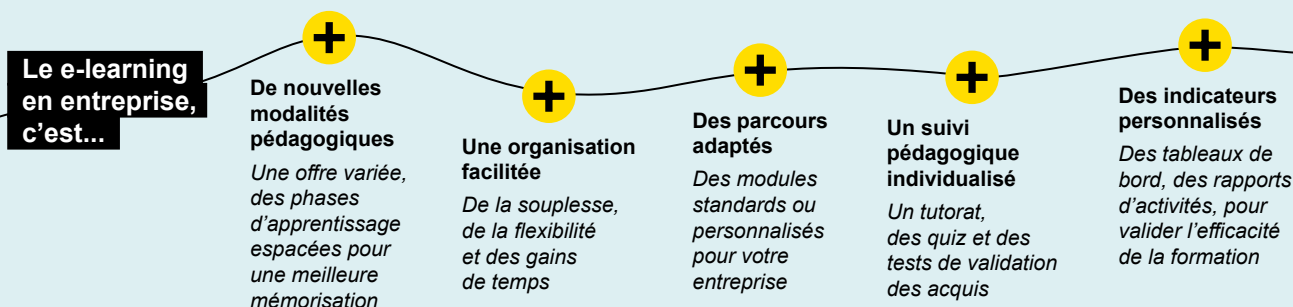 Le e-learning
en entreprise,
c'est...
De nouvelles
modalités
pédagogiques
Une offre variée,
des phases
d'apprentissage
espacées pour
une meilleure
mémorisation
Une organisation
facilitée
De la souplesse,
de la flexibilité
et des gains
de temps
Des parcours
adaptés
Des modules
standards ou
personnalisés
pour votre
entreprise
Un suivi
pédagogique
individualisé
Un tutorat,
des quiz et des
tests de validation
des acquis
Des indicateurs
personnalisés
Des tableaux de
bord, des rapports
d'activités, pour
valider l'efficacité
de la formation